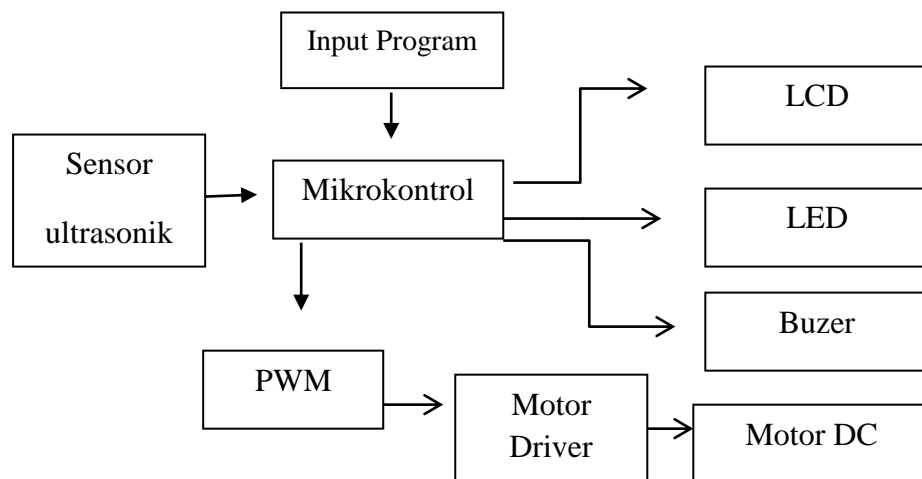 Input Program
LCD
Sensor
ultrasonik
Mikrokontrol
LED
Buzer
PWM
Motor
Driver
Motor DC